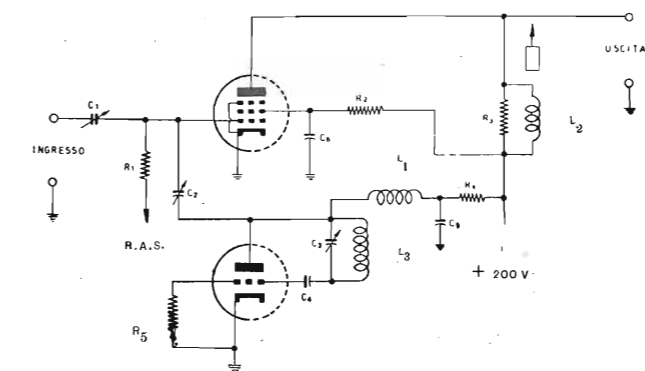 C1
INGRESSO
R1
R.A.S.
C2
R2
C6
R3
L2
USCITA
L1
R4
C5
C3
L3
C4
R5
+ 200 V.